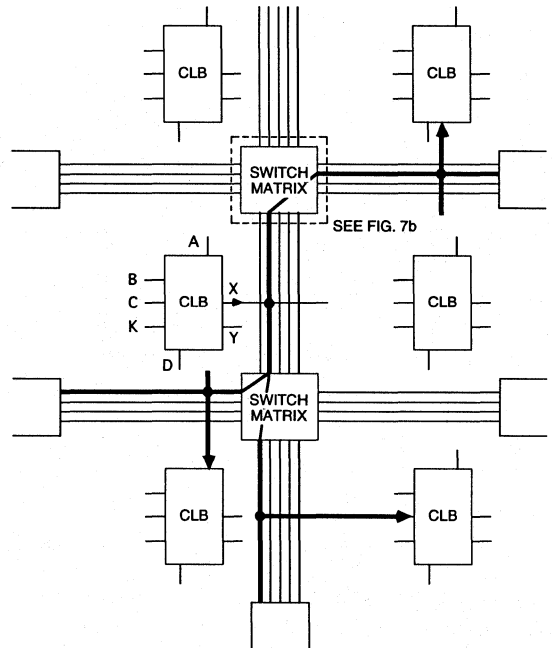 CLB
CLB
SWITCH
MATRIX
SEE FIG. 7b
A
B
C
K
CLB
X
Y
D
CLB
SWITCH
MATRIX
CLB
CLB